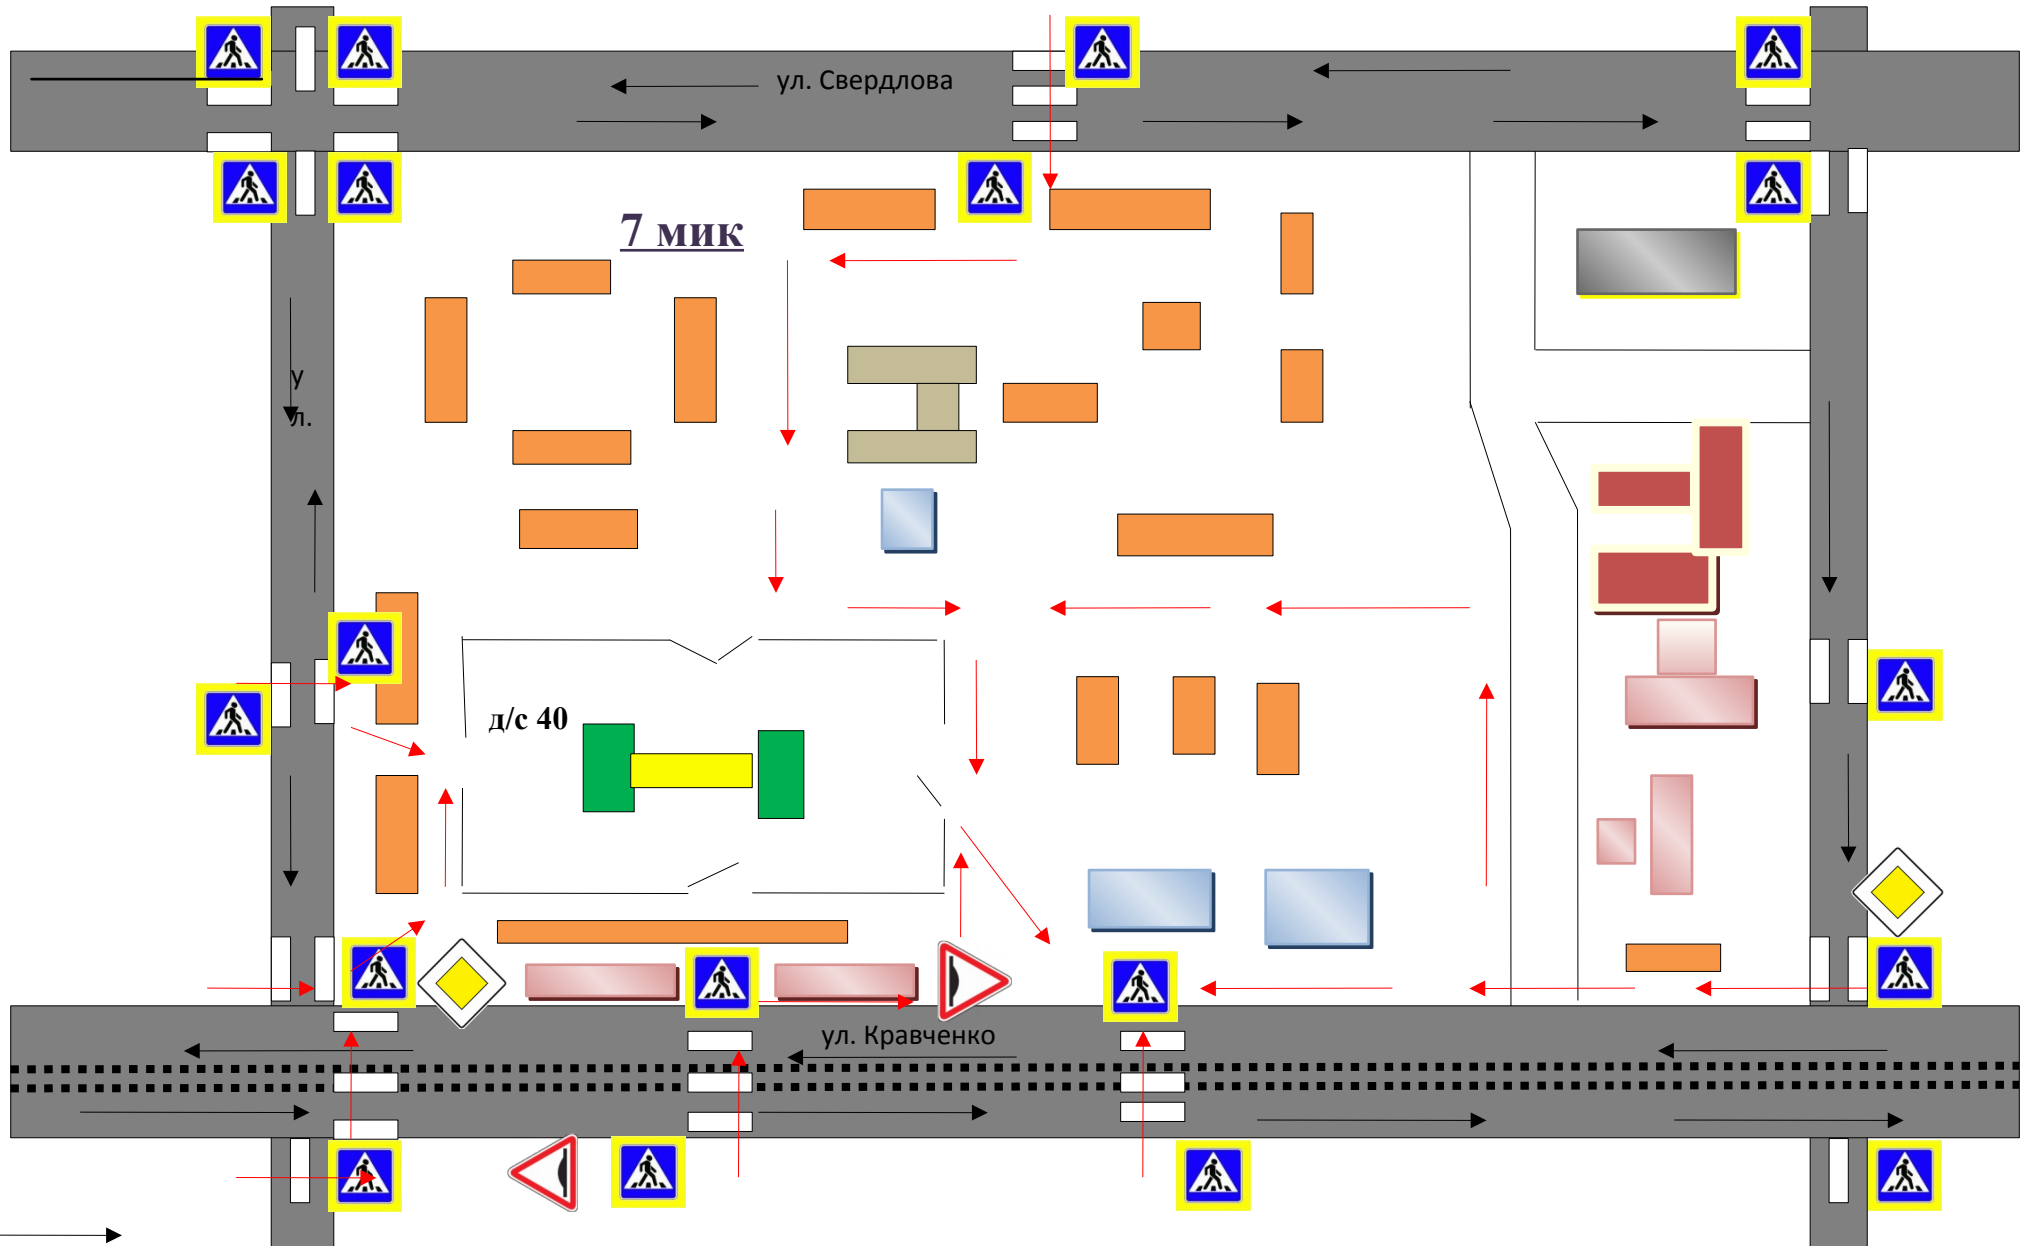 ул. Свердлова
7 мик
у
л.
д/с 40
ул. Кравченко